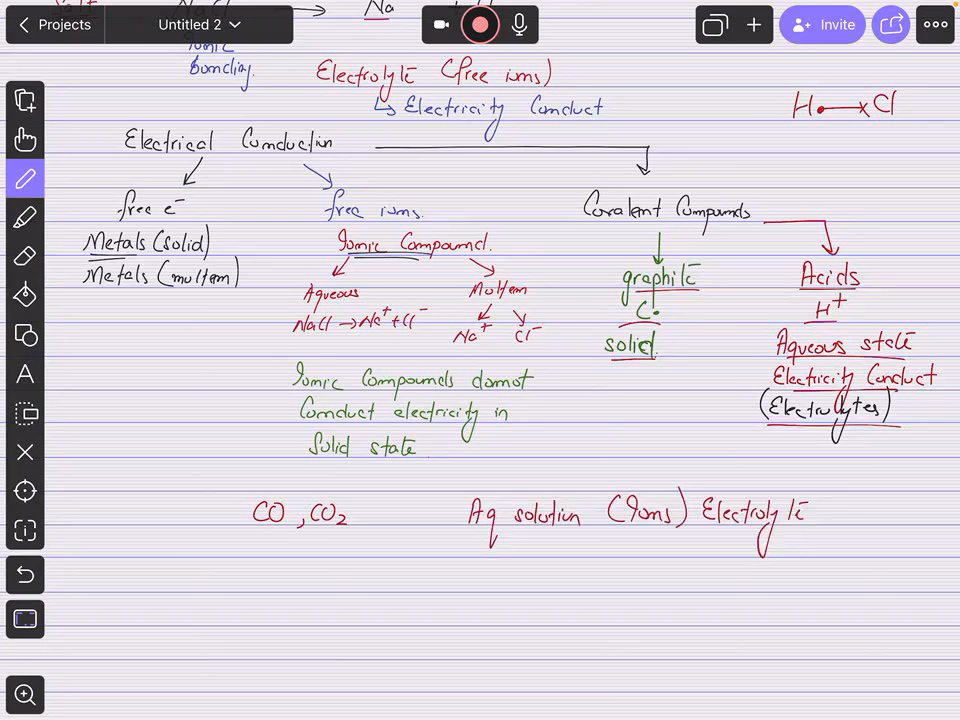 Projects
Untitled 2
Invite
Na
Ionic
bonding.
Electrolyte (free ions)
↳ Electricity Conduct
H Cl
Electrical Conduction
free e⁻
free ions.
Covalent Compounds
Metals (solid)
Metals (multen)
Ionic Compound.
graphite
Acids
Aqueous
Multen
C
H⁺
NaCl → Na⁺ + Cl⁻
Na⁺ Cl⁻
solid.
Aqueous state
Electricity Conduct
(Electrolytes)
Ionic Compounds donot
Conduct electricity in
Solid state
CO , CO₂
Aq solution (Ions) Electrolyte